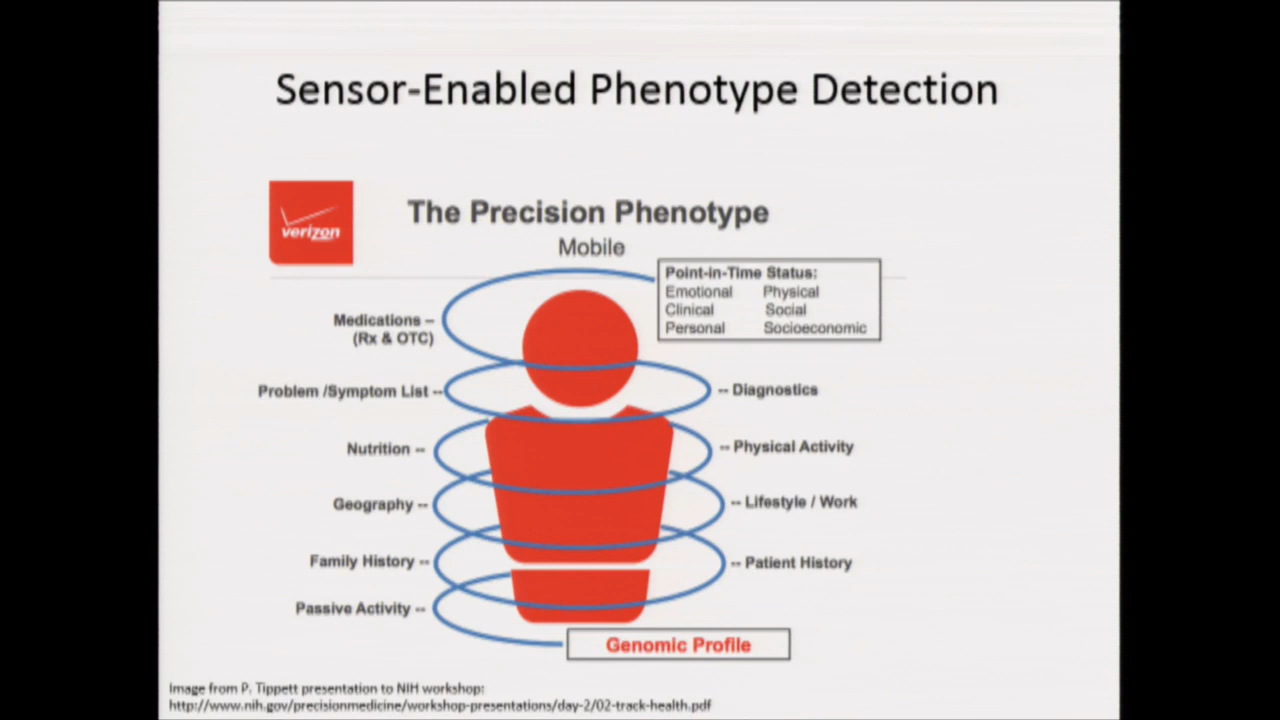 Sensor-Enabled Phenotype Detection
verizon
The Precision Phenotype
Mobile
Point-in-Time Status:
Emotional Physical
Clinical Social
Personal Socioeconomic
Medications --
(Rx & OTC)
Problem /Symptom List --
-- Diagnostics
Nutrition --
-- Physical Activity
Geography --
-- Lifestyle / Work
Family History --
-- Patient History
Passive Activity --
Genomic Profile
Image from P. Tippett presentation to NIH workshop:
http://www.nih.gov/precisionmedicine/workshop-presentations/day-2/02-track-health.pdf